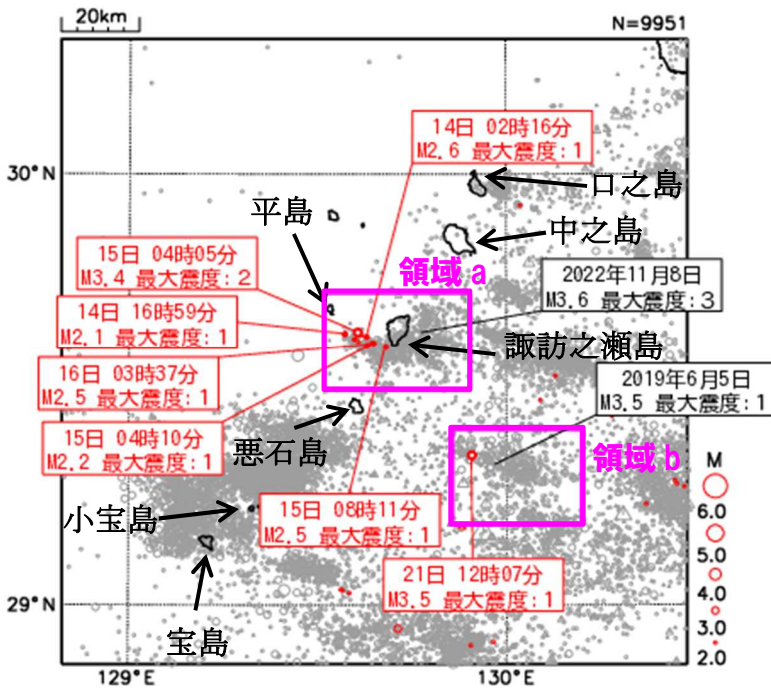 20km
N=9951
14日 02時16分
M2.6 最大震度:1
30°N
口之島
平島
中之島
15日 04時05分
M3.4 最大震度:2
領域a
2022年11月8日
M3.6 最大震度:3
14日 16時59分
M2.1 最大震度:1
諏訪之瀬島
16日 03時37分
M2.5 最大震度:1
2019年6月5日
M3.5 最大震度:1
15日 04時10分
M2.2 最大震度:1
悪石島
領域b
M
小宝島
15日 08時11分
M2.5 最大震度:1
6.0
5.0
21日 12時07分
M3.5 最大震度:1
4.0
29°N
3.0
宝島
2.0
129°E
130°E